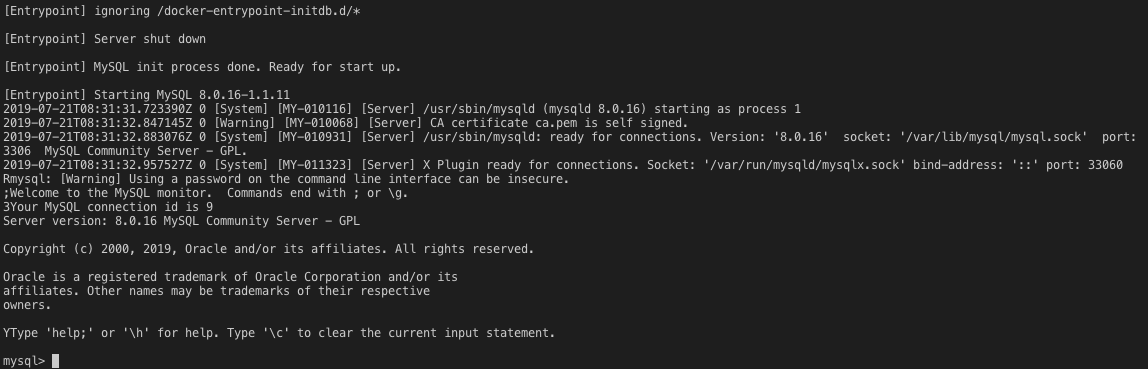 [Entrypoint] ignoring /docker-entrypoint-initdb.d/*
[Entrypoint] Server shut down
[Entrypoint] MySQL init process done. Ready for start up.
[Entrypoint] Starting MySQL 8.0.16-1.1.11
2019-07-21T08:31:31.723390Z 0 [System] [MY-010116] [Server] /usr/sbin/mysqld (mysqld 8.0.16) starting as process 1
2019-07-21T08:31:32.847145Z 0 [Warning] [MY-010068] [Server] CA certificate ca.pem is self signed.
2019-07-21T08:31:32.883076Z 0 [System] [MY-010931] [Server] /usr/sbin/mysqld: ready for connections. Version: '8.0.16'  socket: '/var/lib/mysql/mysql.sock'  port:
3306  MySQL Community Server - GPL.
2019-07-21T08:31:32.957527Z 0 [System] [MY-011323] [Server] X Plugin ready for connections. Socket: '/var/run/mysqld/mysqlx.sock' bind-address: '::' port: 33060
Rmysql: [Warning] Using a password on the command line interface can be insecure.
;Welcome to the MySQL monitor.  Commands end with ; or \g.
3Your MySQL connection id is 9
Server version: 8.0.16 MySQL Community Server - GPL
Copyright (c) 2000, 2019, Oracle and/or its affiliates. All rights reserved.
Oracle is a registered trademark of Oracle Corporation and/or its
affiliates. Other names may be trademarks of their respective
owners.
YType 'help;' or '\h' for help. Type '\c' to clear the current input statement.
mysql>